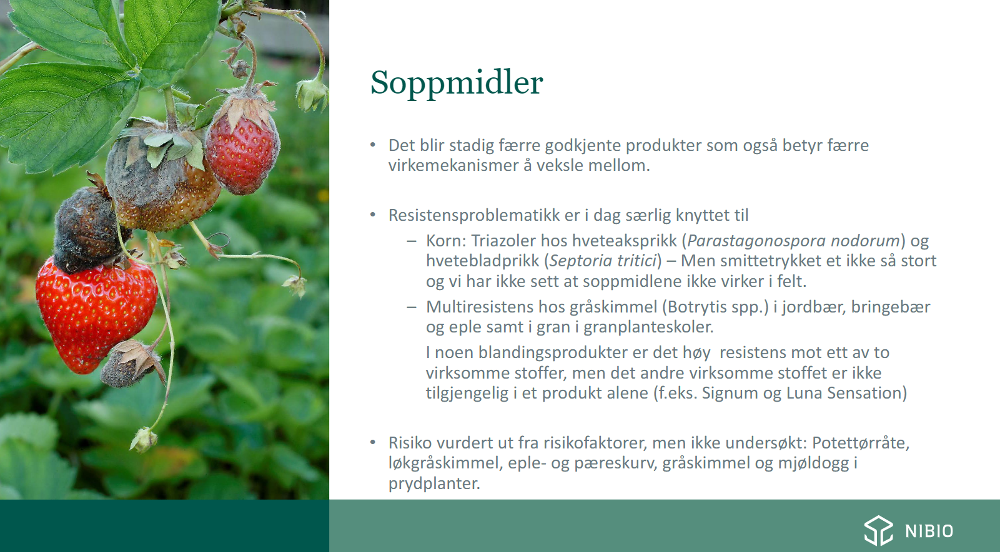 Soppmidler
• Det blir stadig færre godkjente produkter som også betyr færre
virkemekanismer å veksle mellom.
• Resistensproblematikk er i dag særlig knyttet til
– Korn: Triazoler hos hveteaksprikk (Parastagonospora nodorum) og
hvetebladprikk (Septoria tritici) – Men smittetrykket et ikke så stort
og vi har ikke sett at soppmidlene ikke virker i felt.
– Multiresistens hos gråskimmel (Botrytis spp.) i jordbær, bringebær
og eple samt i gran i granplanteskoler.
I noen blandingsprodukter er det høy  resistens mot ett av to
virksomme stoffer, men det andre virksomme stoffet er ikke
tilgjengelig i et produkt alene (f.eks. Signum og Luna Sensation)
• Risiko vurdert ut fra risikofaktorer, men ikke undersøkt: Potettørråte,
løkgråskimmel, eple- og pæreskurv, gråskimmel og mjøldogg i
prydplanter.
NIBIO